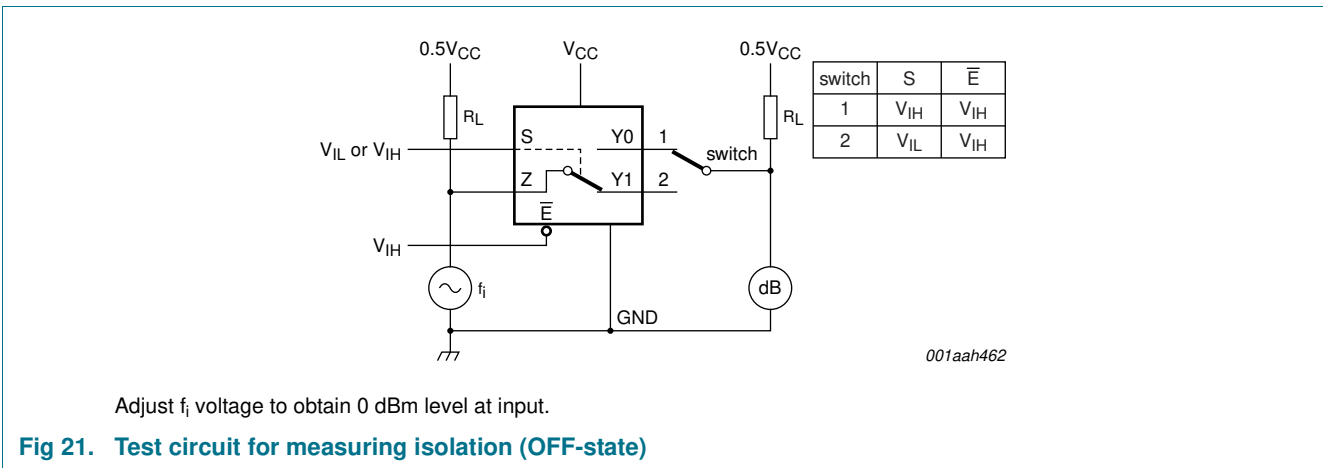 0.5VCC VCC 0.5VCC
switch S E̅
1 VIH VIH
2 VIL VIH
RL RL
VIL or VIH S Y0 1 switch
Z Y1 2
E̅
VIH
fi dB
GND
001aah462
Adjust fi voltage to obtain 0 dBm level at input.
Fig 21. Test circuit for measuring isolation (OFF-state)